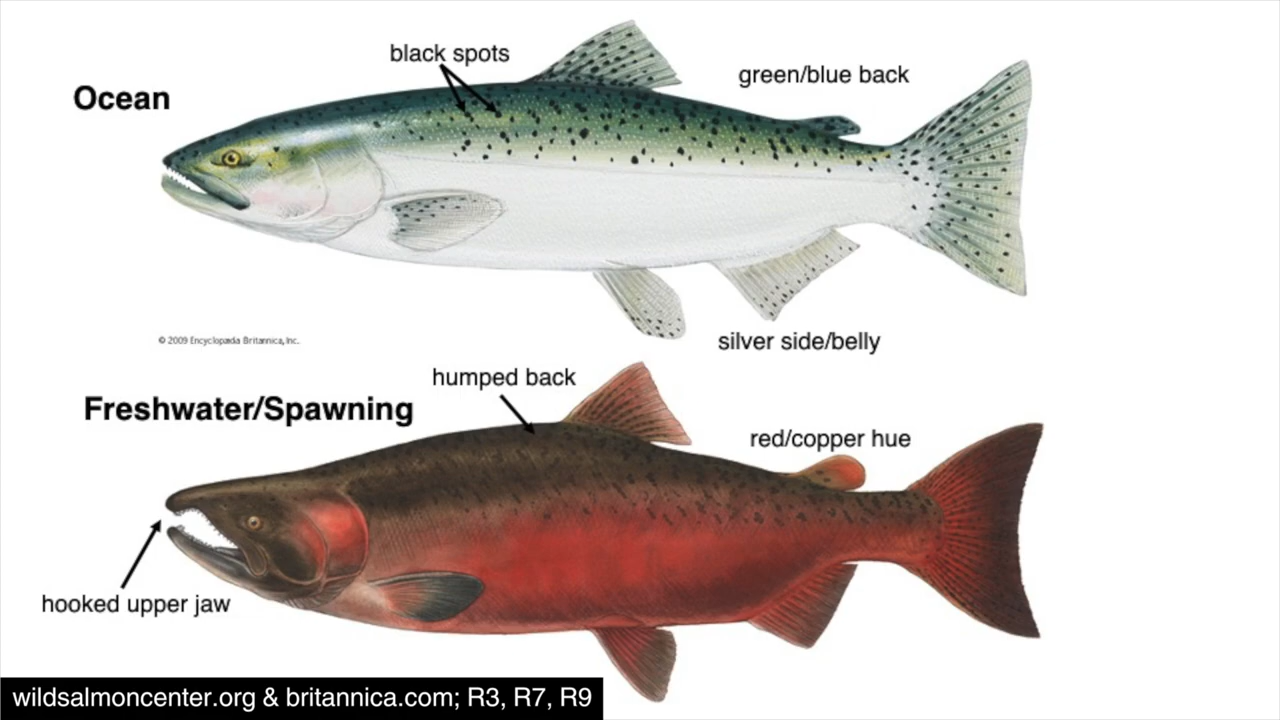 black spots
green/blue back
Ocean
© 2009 Encyclopædia Britannica, Inc.
silver side/belly
humped back
Freshwater/Spawning
red/copper hue
hooked upper jaw
wildsalmoncenter.org & britannica.com; R3, R7, R9